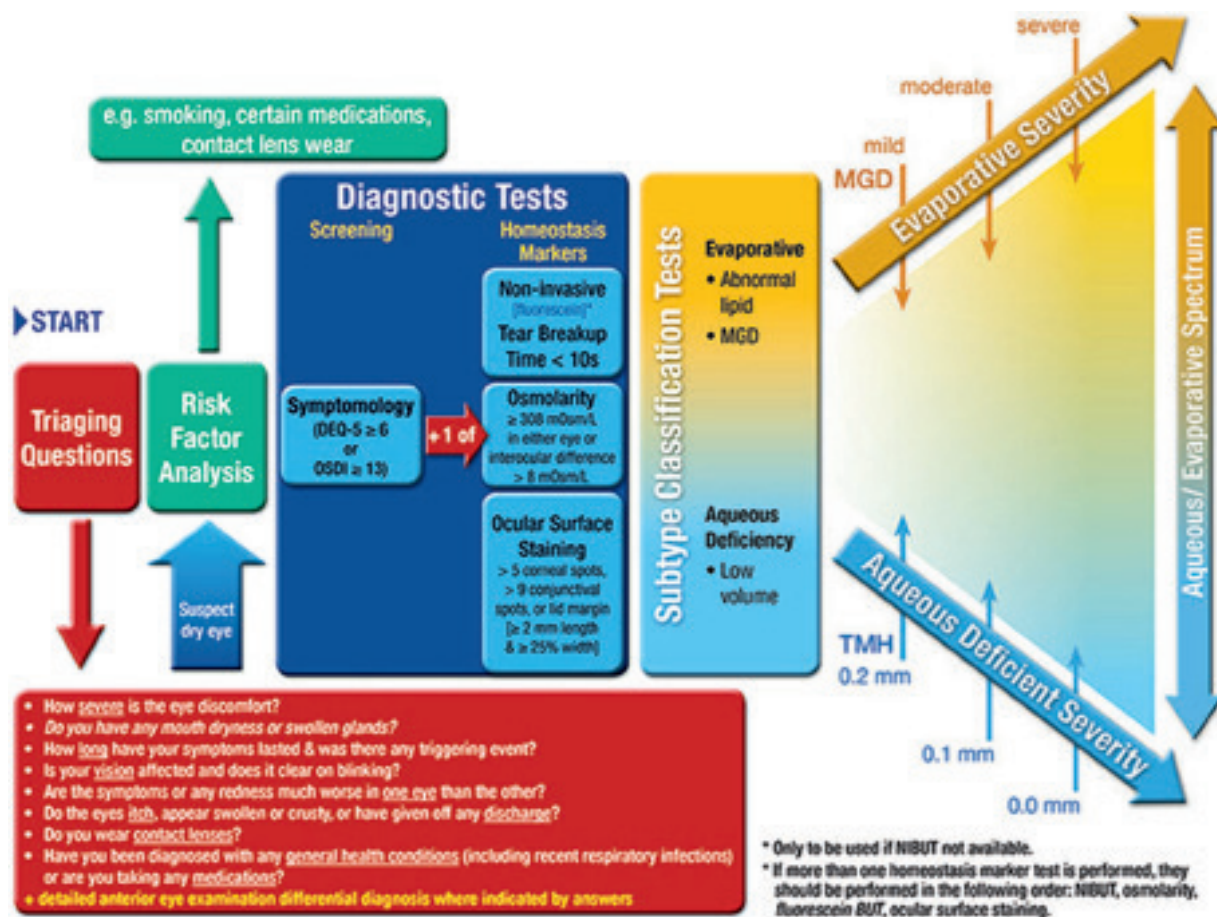 e.g. smoking, certain medications,
contact lens wear
START
Triaging
Questions
Risk
Factor
Analysis
Suspect
dry eye
Diagnostic Tests
Screening
Homeostasis
Markers
Symptomology
(DEQ-5 ≥ 6
or
OSDI ≥ 13)
+1 of
Non-invasive
[fluorescein]*
Tear Breakup
Time < 10s
Osmolarity
≥ 308 mOsm/L
in either eye or
interocular difference
> 8 mOsm/L
Ocular Surface
Staining
> 5 corneal spots,
> 9 conjunctival
spots, or lid margin
[≥ 2 mm length
& ≥ 25% width]
Subtype Classification Tests
Evaporative
• Abnormal
lipid
• MGD
Aqueous
Deficiency
• Low
volume
severe
moderate
mild
MGD
Evaporative Severity
Aqueous/ Evaporative Spectrum
TMH
0.2 mm
0.1 mm
0.0 mm
Aqueous Deficient Severity
• How severe is the eye discomfort?
• Do you have any mouth dryness or swollen glands?
• How long have your symptoms lasted & was there any triggering event?
• Is your vision affected and does it clear on blinking?
• Are the symptoms or any redness much worse in one eye than the other?
• Do the eyes itch, appear swollen or crusty, or have given off any discharge?
• Do you wear contact lenses?
• Have you been diagnosed with any general health conditions (including recent respiratory infections)
or are you taking any medications?
+ detailed anterior eye examination differential diagnosis where indicated by answers
* Only to be used if NIBUT not available.
* If more than one homeostasis marker test is performed, they
should be performed in the following order: NIBUT, osmolarity,
fluorescein BUT, ocular surface staining.